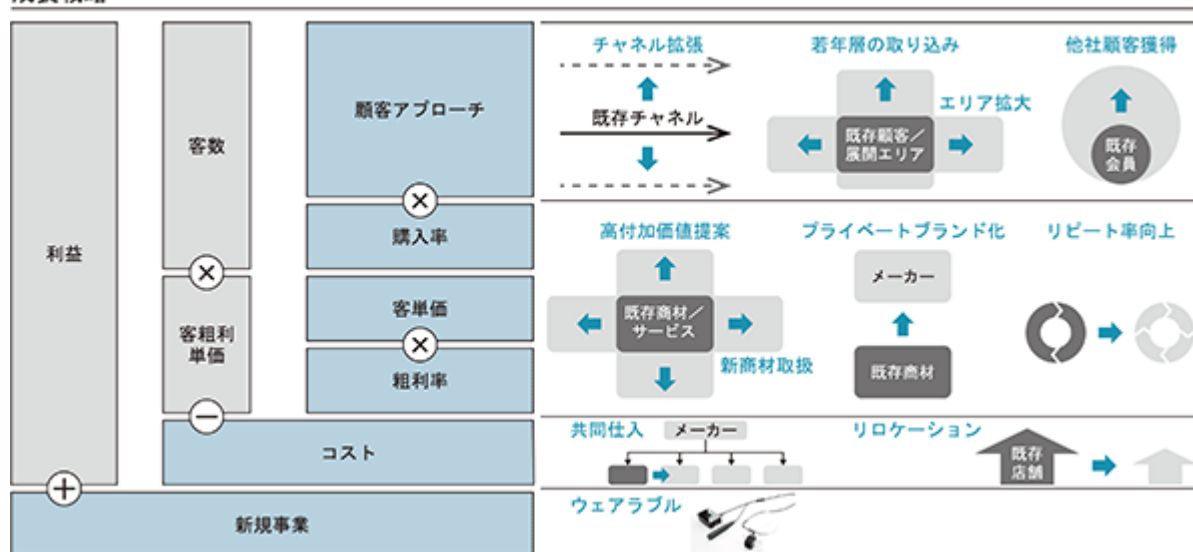 利益
客数
×
客粗利
単価
−
+
顧客アプローチ
×
購入率
客単価
×
粗利率
コスト
新規事業
チャネル拡張
既存チャネル
若年層の取り込み
エリア拡大
既存顧客／
展開エリア
他社顧客獲得
既存
会員
高付加価値提案
既存商材／
サービス
新商材取扱
プライベートブランド化
メーカー
既存商材
リピート率向上
共同仕入
メーカー
リロケーション
既存
店舗
ウェアラブル